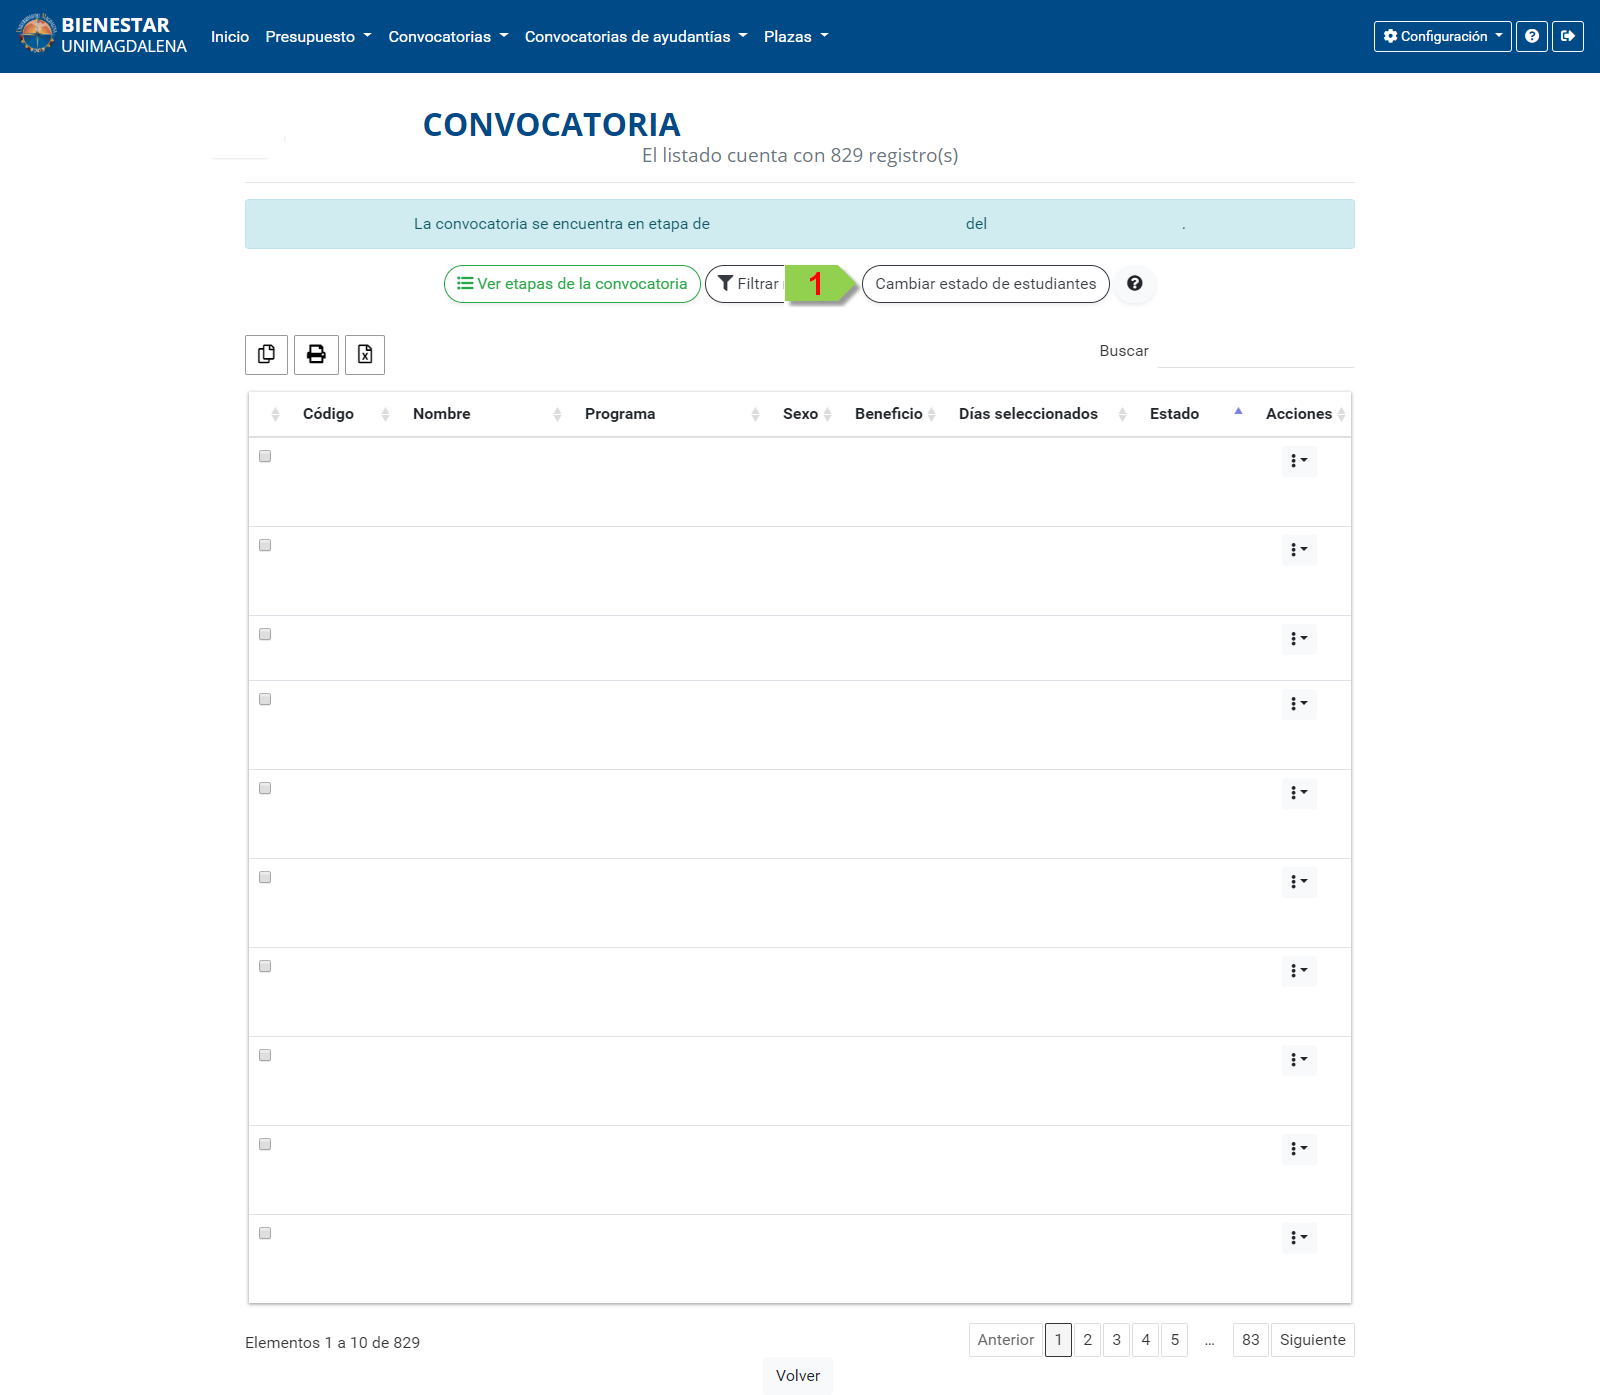 BIENESTAR
UNIMAGDALENA
Inicio Presupuesto Convocatorias Convocatorias de ayudantías Plazas Configuración
CONVOCATORIA
El listado cuenta con 829 registro(s)
La convocatoria se encuentra en etapa de del .
Ver etapas de la convocatoria Filtrar 1 Cambiar estado de estudiantes
Buscar
Código Nombre Programa Sexo Beneficio Días seleccionados Estado Acciones
Elementos 1 a 10 de 829
Anterior 1 2 3 4 5 ... 83 Siguiente
Volver